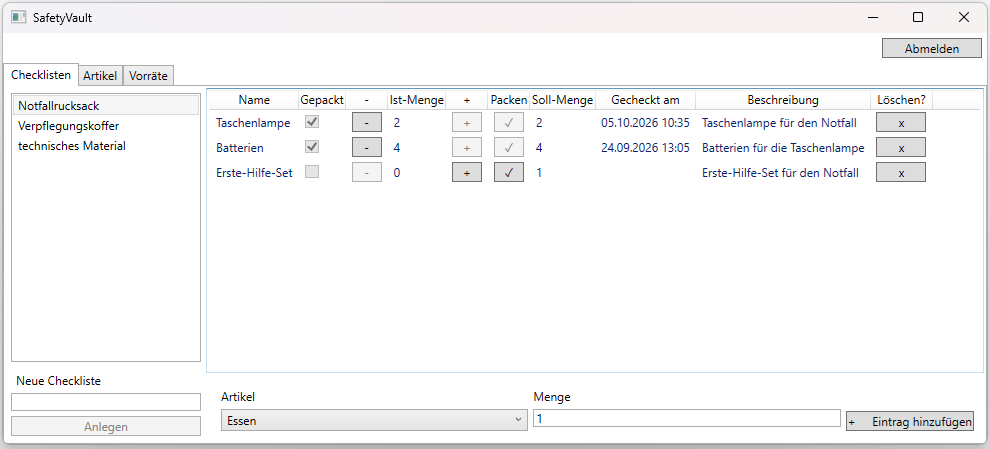 SafetyVault
Abmelden
Checklisten Artikel Vorräte
Notfallrucksack
Verpflegungskoffer
technisches Material
Name Gepackt - Ist-Menge + Packen Soll-Menge Gecheckt am Beschreibung Löschen?
Taschenlampe - 2 + ✓ 2 05.10.2026 10:35 Taschenlampe für den Notfall x
Batterien - 4 + ✓ 4 24.09.2026 13:05 Batterien für die Taschenlampe x
Erste-Hilfe-Set - 0 + ✓ 1 Erste-Hilfe-Set für den Notfall x
Neue Checkliste
Anlegen
Artikel Menge
Essen 1 + Eintrag hinzufügen